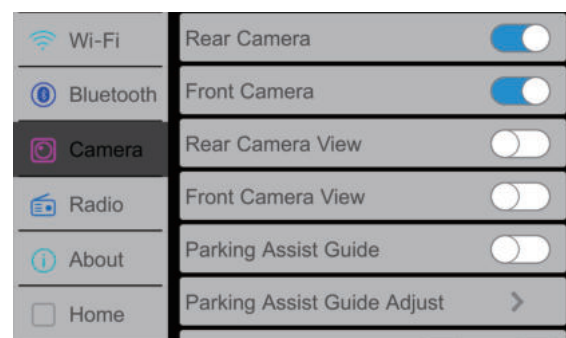 Wi-Fi
Bluetooth
Camera
Radio
About
Home
Rear Camera
Front Camera
Rear Camera View
Front Camera View
Parking Assist Guide
Parking Assist Guide Adjust